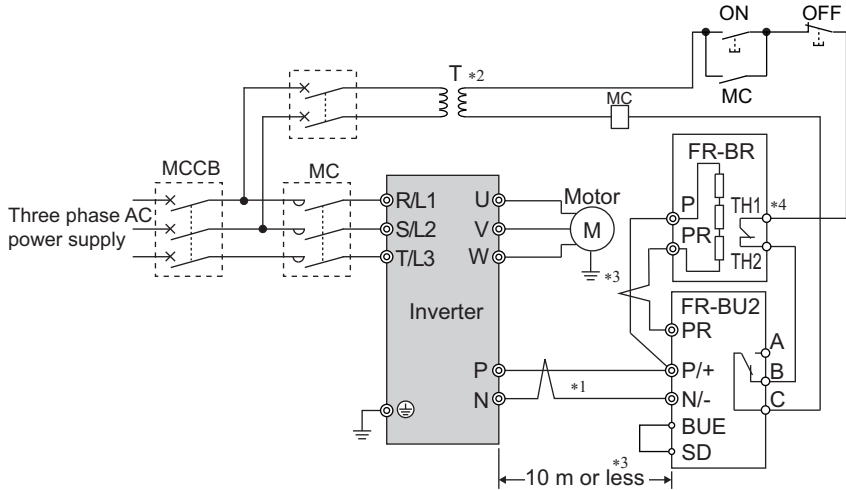 ON
OFF
T *2
MC
MC
FR-BR
MCCB
MC
P
TH1
*4
Three phase AC
power supply
R/L1
U
Motor
S/L2
V
M
PR
T/L3
W
*3
TH2
FR-BU2
Inverter
PR
A
P
P/+
B
*1
N
N/-
C
BUE
SD
*3
10 m or less